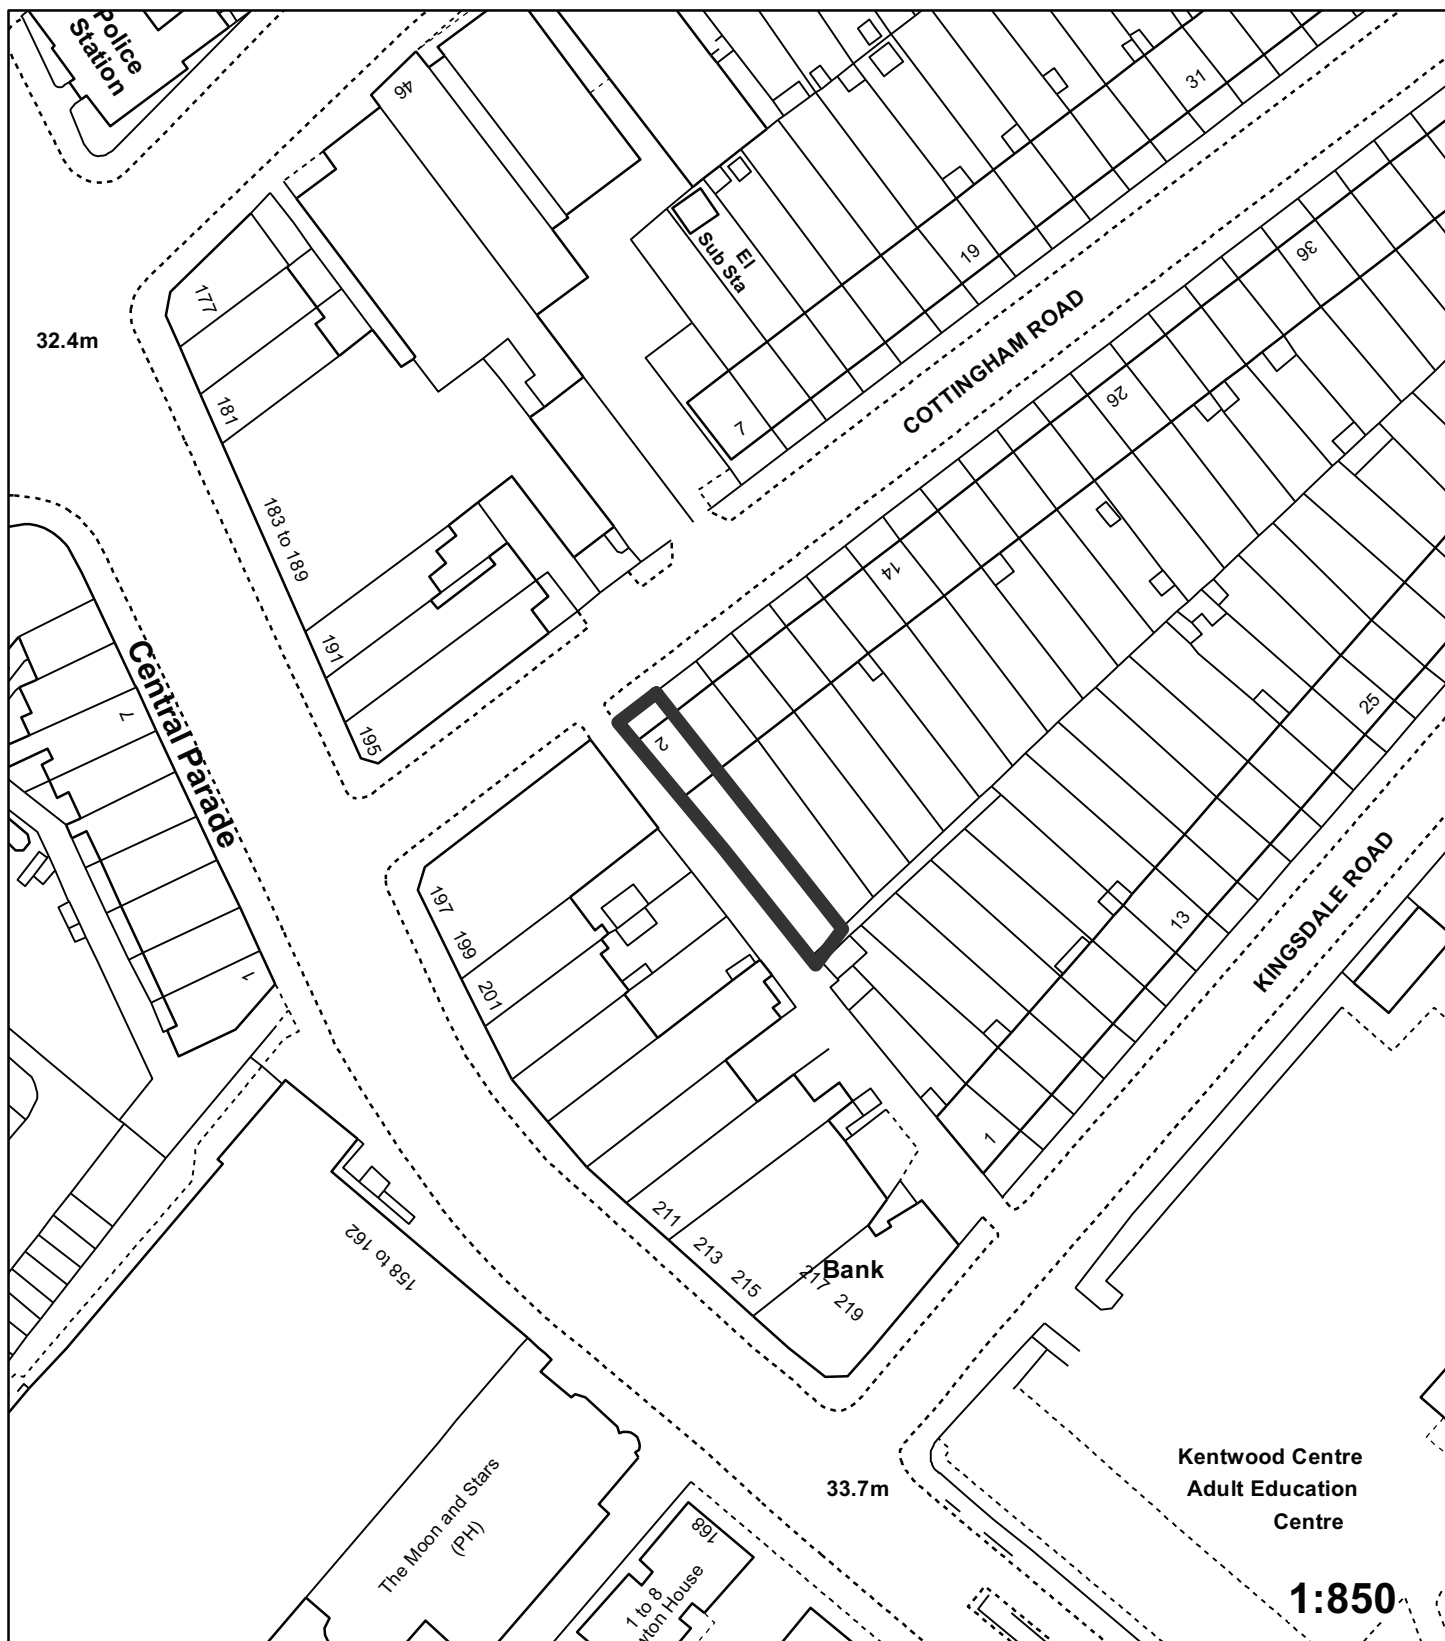 Police
Station
46
31
177
El
Sub Sta
19
36
32.4m
181
7
COTTINGHAM ROAD
26
183 to 189
14
191
195
Central Parade
7
2
25
197
199
201
1
13
KINGSDALE ROAD
1
211
213
215
217
219
Bank
158 to 162
The Moon and Stars
(PH)
33.7m
168
1 to 8
wton House
Kentwood Centre
Adult Education
Centre
1:850